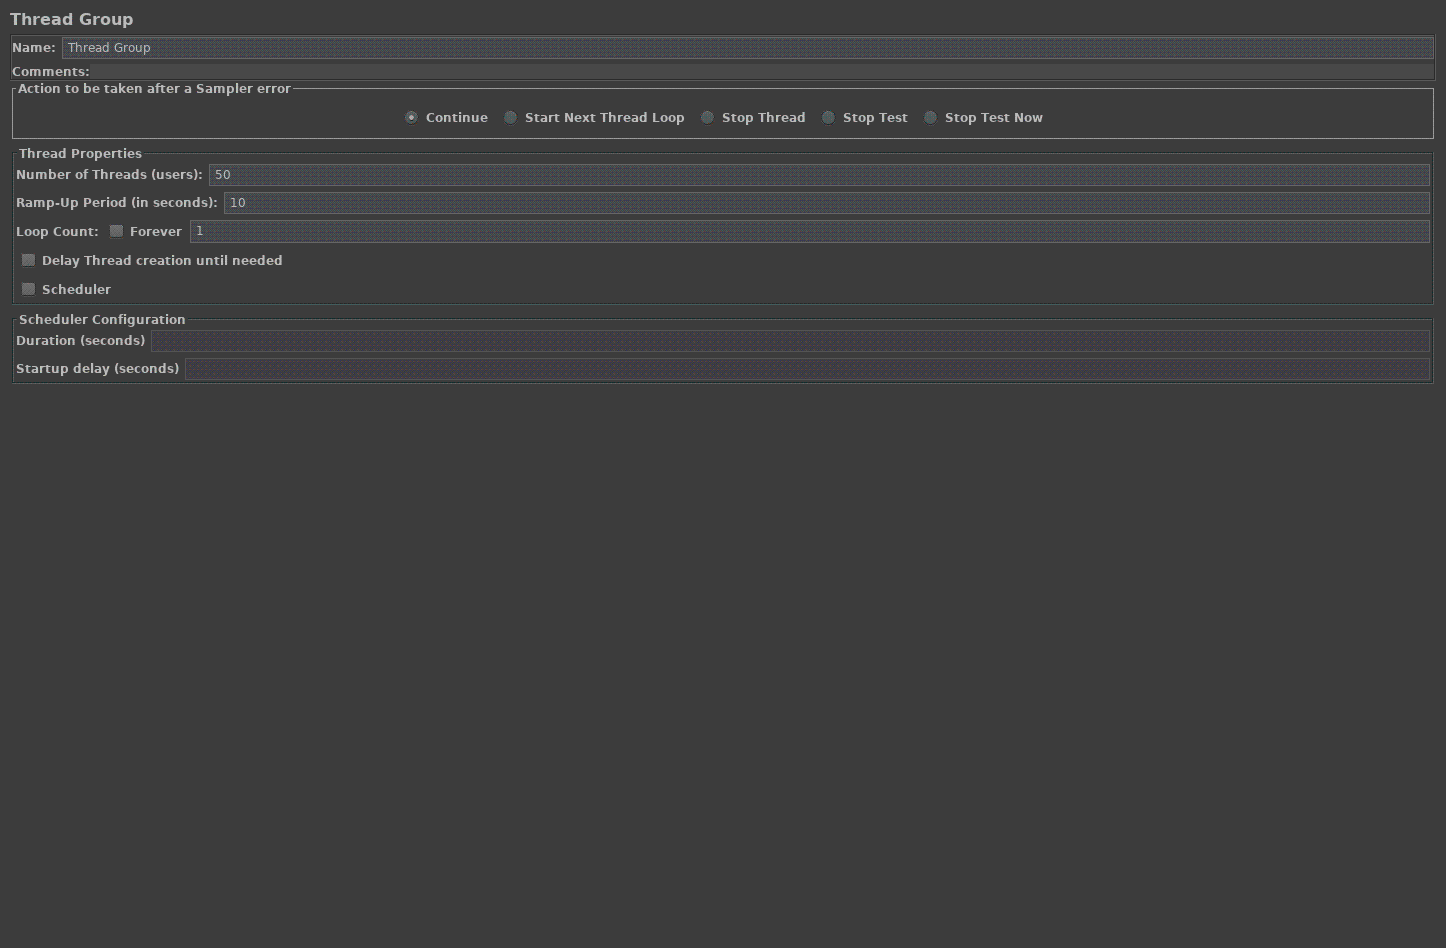 Thread Group
Name: Thread Group
Comments:
Action to be taken after a Sampler error
Continue Start Next Thread Loop Stop Thread Stop Test Stop Test Now
Thread Properties
Number of Threads (users): 50
Ramp-Up Period (in seconds): 10
Loop Count: Forever 1
Delay Thread creation until needed
Scheduler
Scheduler Configuration
Duration (seconds)
Startup delay (seconds)